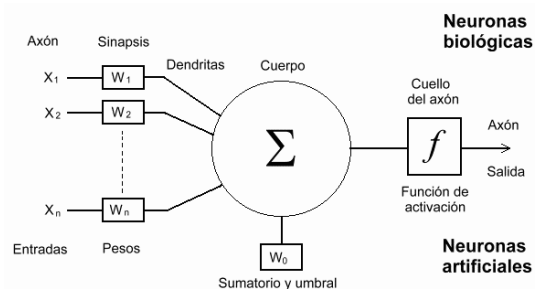 Neuronas
biológicas
Axón
Sinapsis
Dendritas
Cuerpo
Cuello
del axón
X1
W1
X2
W2
Σ
f
Axón
Salida
Xn
Wn
Función de
activación
Entradas
Pesos
W0
Sumatorio y umbral
Neuronas
artificiales